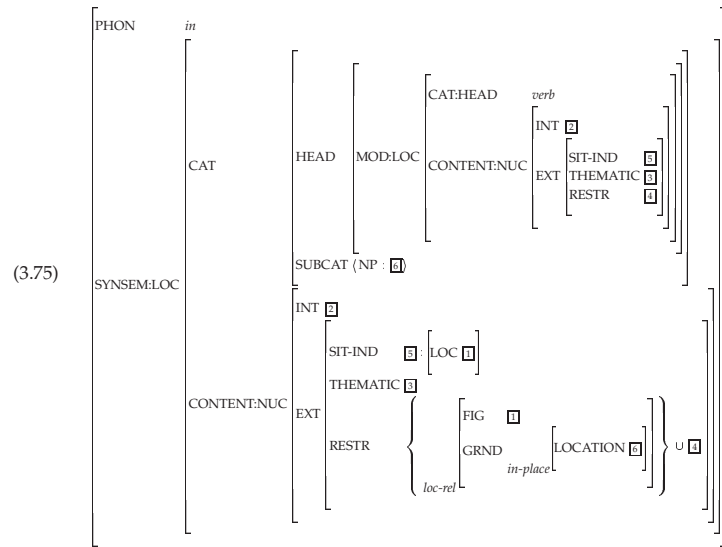 PHON in
CAT:HEAD verb
INT 2
HEAD MOD:LOC SIT-IND 5
CONTENT:NUC EXT THEMATIC 3
CAT RESTR 4
SUBCAT ⟨NP : 6⟩
(3.75)
SYNSEM:LOC
INT 2
SIT-IND 5 : LOC 1
THEMATIC 3
CONTENT:NUC
EXT FIG 1
RESTR { GRND in-place LOCATION 6 } ∪ 4
loc-rel